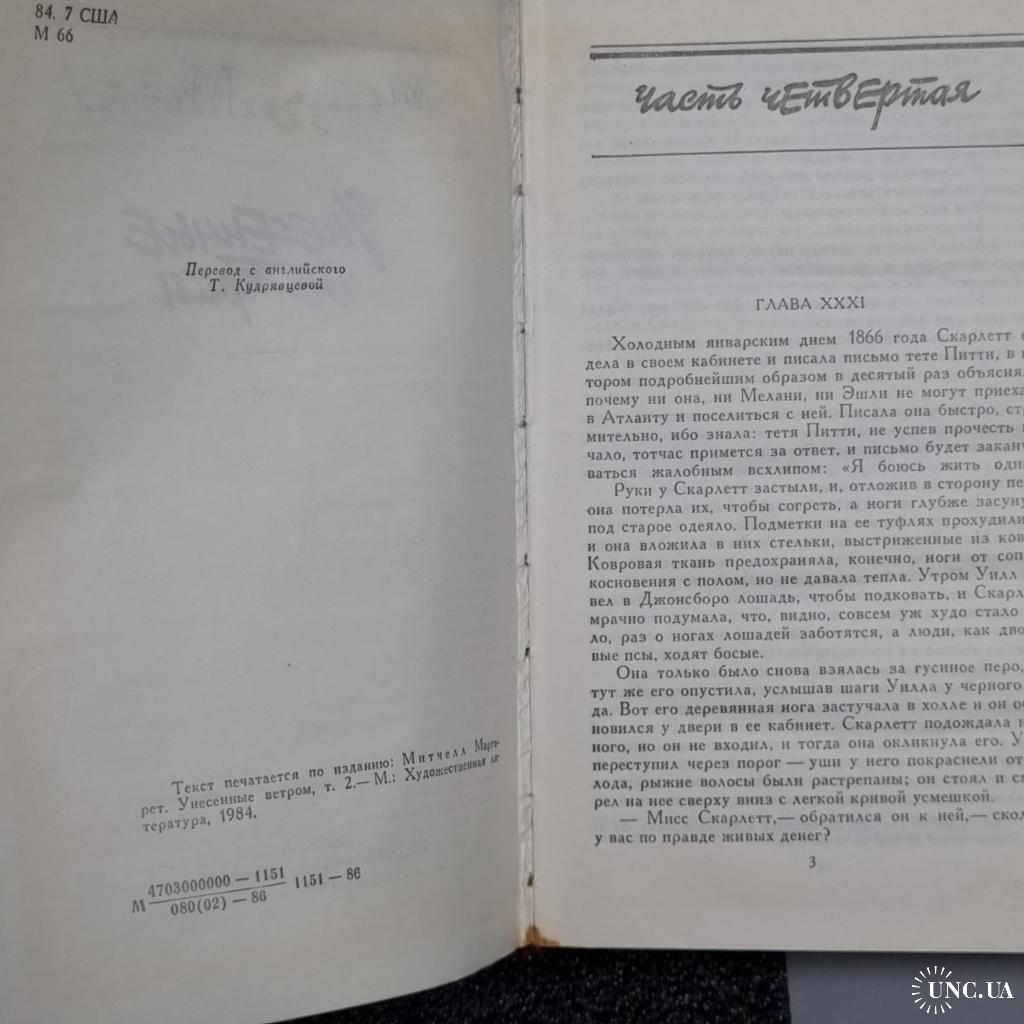 84. 7 США
М 66
Перевод с английского
Т. Кудрявцевой
Текст печатается по изданию: Митчелл Марга-
рет. Унесенные ветром, т. 2.— М.: Художественная ли-
тература, 1984.
4703000000 — 1151
М 1151 — 86
080(02) — 86
часть четвертая
ГЛАВА XXXI
Холодным январским днем 1866 года Скарлетт
дела в своем кабинете и писала письмо тете Питти, в
тором подробнейшим образом в десятый раз объясня
почему ни она, ни Мелани, ни Эшли не могут приеха
в Атланту и поселиться с ней. Писала она быстро, ст
мительно, ибо знала: тетя Питти, не успев прочесть
чало, тотчас примется за ответ, и письмо будет закан
ваться жалобным всхлипом: «Я боюсь жить одн
Руки у Скарлетт застыли, и, отложив в сторону пе
она потерла их, чтобы согреть, а ноги глубже засун
под старое одеяло. Подметки на ее туфлях прохудили
и она вложила в них стельки, выстриженные из ков
Ковровая ткань предохраняла, конечно, ноги от соп
косновения с полом, но не давала тепла. Утром Уилл
вел в Джонсборо лошадь, чтобы подковать, и Скарл
мрачно подумала, что, видно, совсем уж худо стало
ло, раз о ногах лошадей заботятся, а люди, как дво
вые псы, ходят босые.
Она только было снова взялась за гусиное перо,
тут же его опустила, услышав шаги Уилла у черного
да. Вот его деревянная нога застучала в холле и он ос
новился у двери в ее кабинет. Скарлетт подождала
ного, но он не входил, и тогда она окликнула его. У
переступил через порог — уши у него покраснели от
лода, рыжие волосы были растрепаны; он стоял и см
рел на нее сверху вниз с легкой кривой усмешкой.
— Мисс Скарлетт,— обратился он к ней,— скол
у вас по правде живых денег?
3
UNC.UA